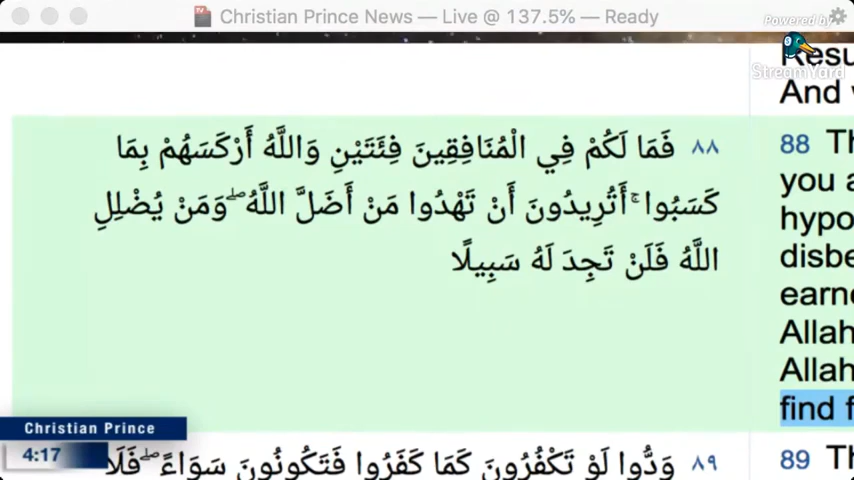 Christian Prince News — Live @ 137.5% — Ready
Powered by
StreamYard
And
٨٨ فَمَا لَكُمْ فِي الْمُنَافِقِينَ فِئَتَيْنِ وَاللَّهُ أَرْكَسَهُمْ بِمَا
كَسَبُوا ۚ أَتُرِيدُونَ أَنْ تَهْدُوا مَنْ أَضَلَّ اللَّهُ ۖ وَمَنْ يُضْلِلِ
اللَّهُ فَلَنْ تَجِدَ لَهُ سَبِيلًا
88 Th
you a
hypo
disbe
earne
Allah
Allah
find f
Christian Prince
4:17
٨٩ وَدُّوا لَوْ تَكْفُرُونَ كَمَا كَفَرُوا فَتَكُونُونَ سَوَاءً ۖ فَلَا
89 Th